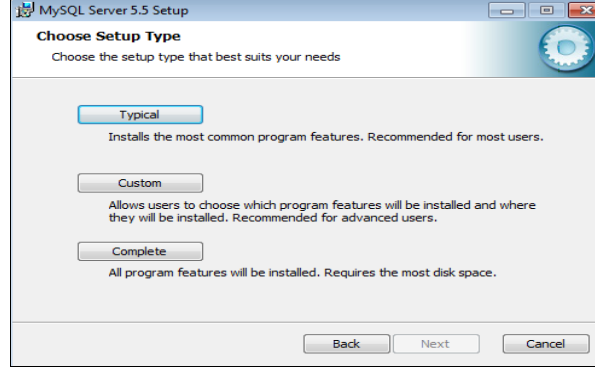 MySQL Server 5.5 Setup
Choose Setup Type
Choose the setup type that best suits your needs
Typical
Installs the most common program features. Recommended for most users.
Custom
Allows users to choose which program features will be installed and where
they will be installed. Recommended for advanced users.
Complete
All program features will be installed. Requires the most disk space.
Back Next Cancel